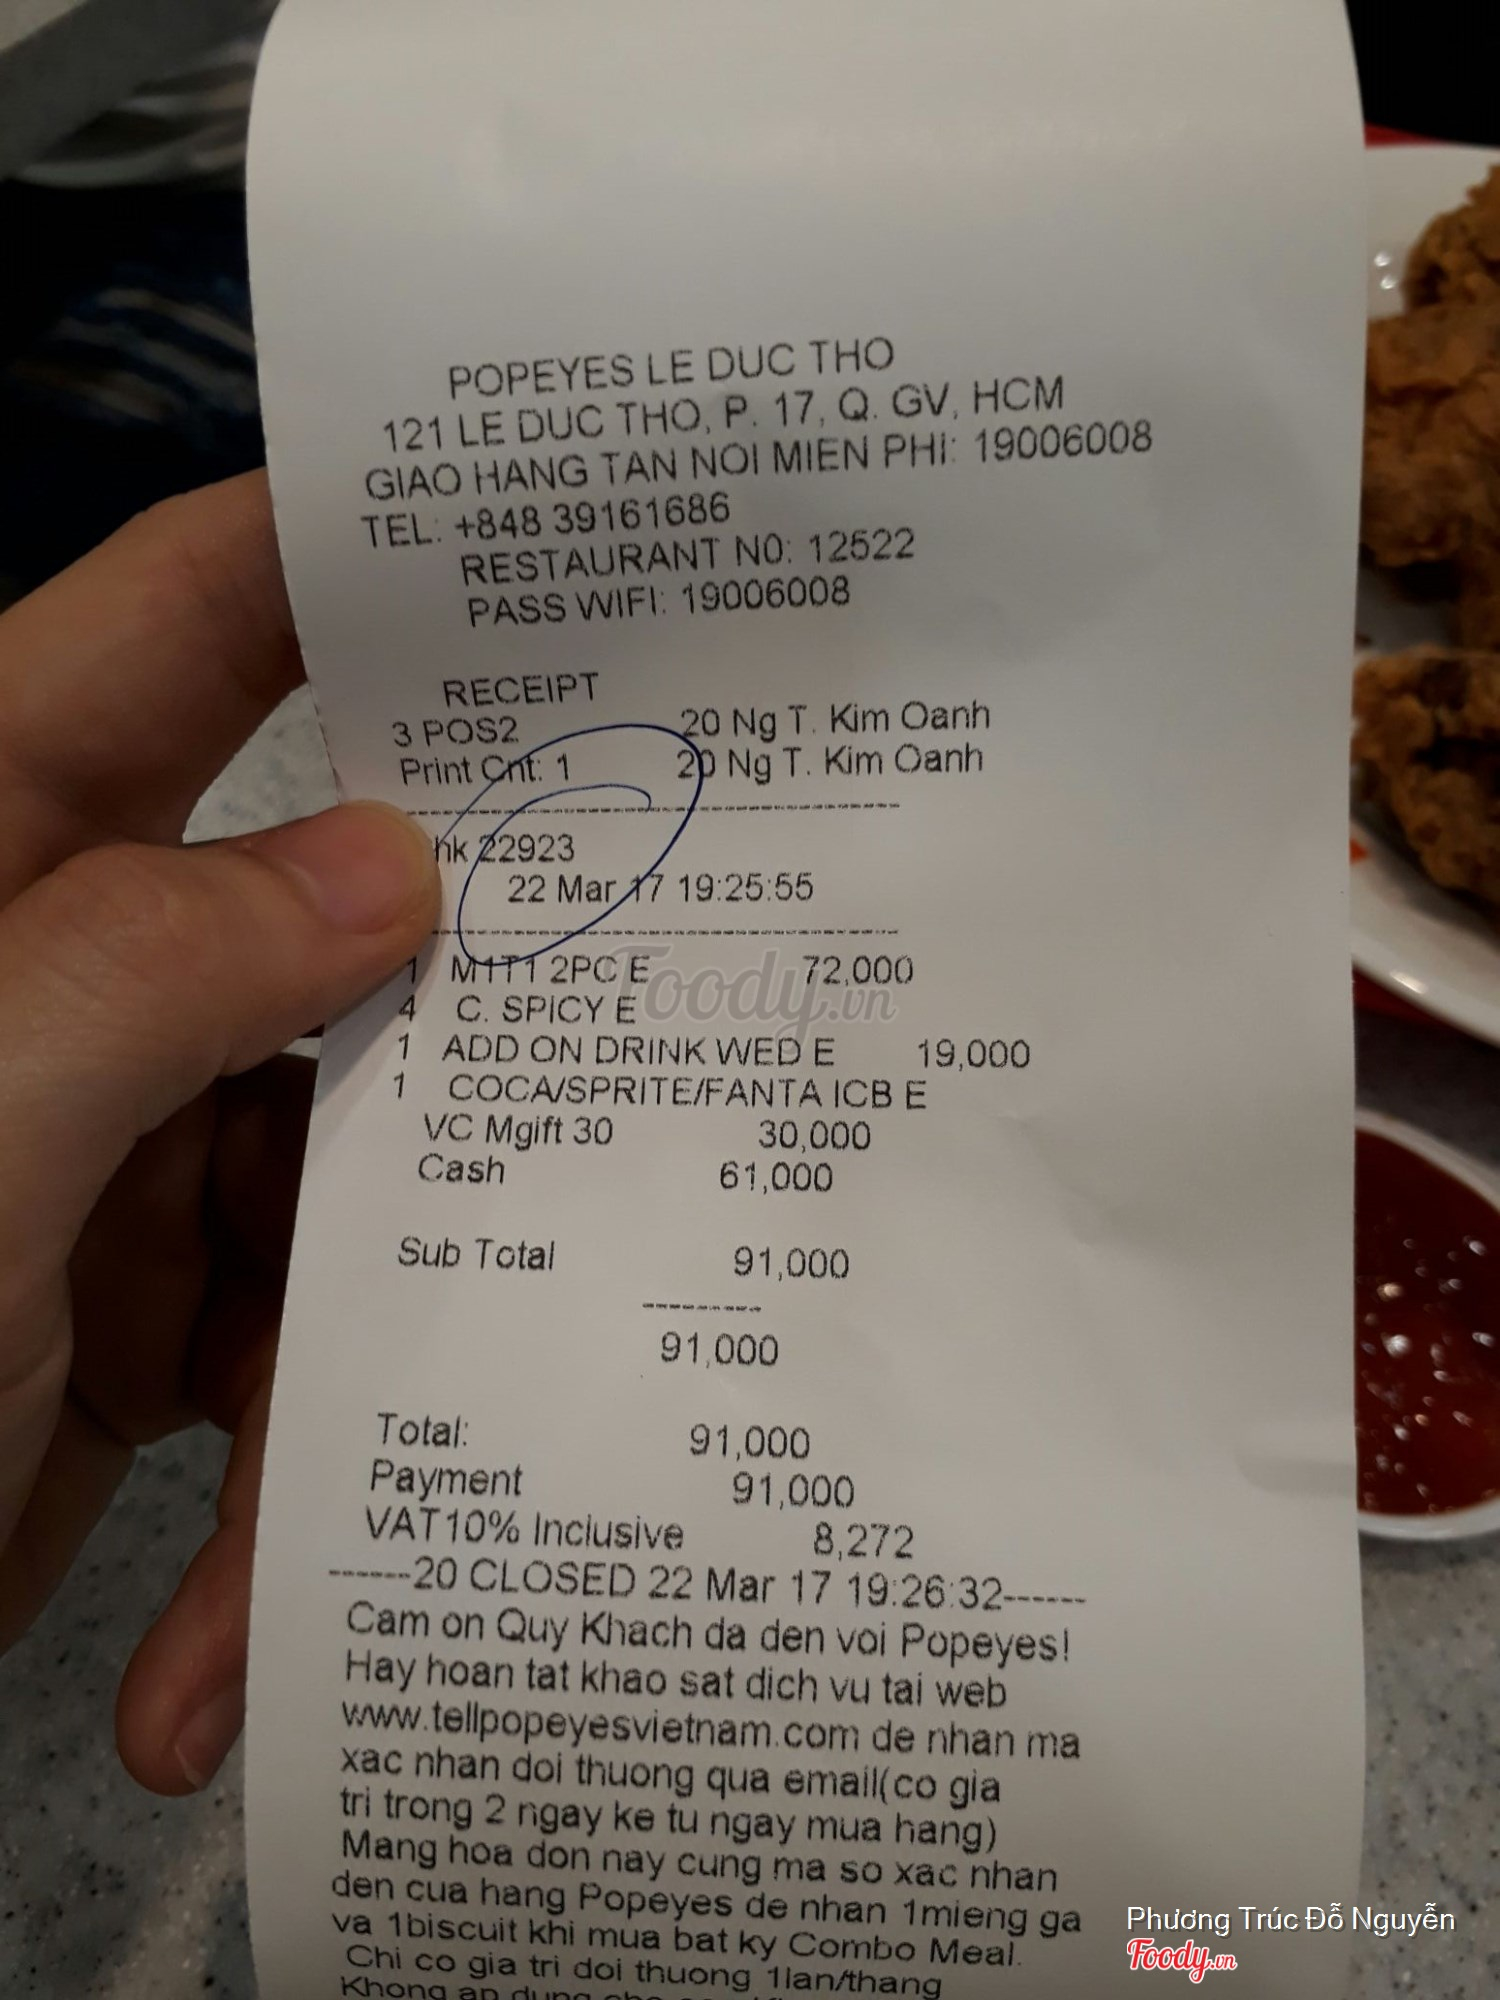 POPEYES LE DUC THO
121 LE DUC THO, P. 17, Q. GV, HCM
GIAO HANG TAN NOI MIEN PHI: 19006008
TEL: +848 39161686
RESTAURANT NO: 12522
PASS WIFI: 19006008
RECEIPT
3 POS2 20 Ng T. Kim Oanh
Print Cnt: 1 20 Ng T. Kim Oanh
hk 22923
22 Mar 17 19:25:55
1 M1T1 2PC E 72,000
4 C. SPICY E
1 ADD ON DRINK WED E 19,000
1 COCA/SPRITE/FANTA ICB E
VC Mgift 30 30,000
Cash 61,000
Sub Total 91,000
91,000
Total: 91,000
Payment 91,000
VAT10% Inclusive 8,272
------20 CLOSED 22 Mar 17 19:26:32------
Cam on Quy Khach da den voi Popeyes!
Hay hoan tat khao sat dich vu tai web
www.tellpopeyesvietnam.com de nhan ma
xac nhan doi thuong qua email(co gia
tri trong 2 ngay ke tu ngay mua hang)
Mang hoa don nay cung ma so xac nhan
den cua hang Popeyes de nhan 1mieng ga
va 1biscuit khi mua bat ky Combo Meal.
Chi co gia tri doi thuong 1lan/thang
Khong ap dung
Foody.vn
Phương Trúc Đỗ Nguyễn
Foody.vn